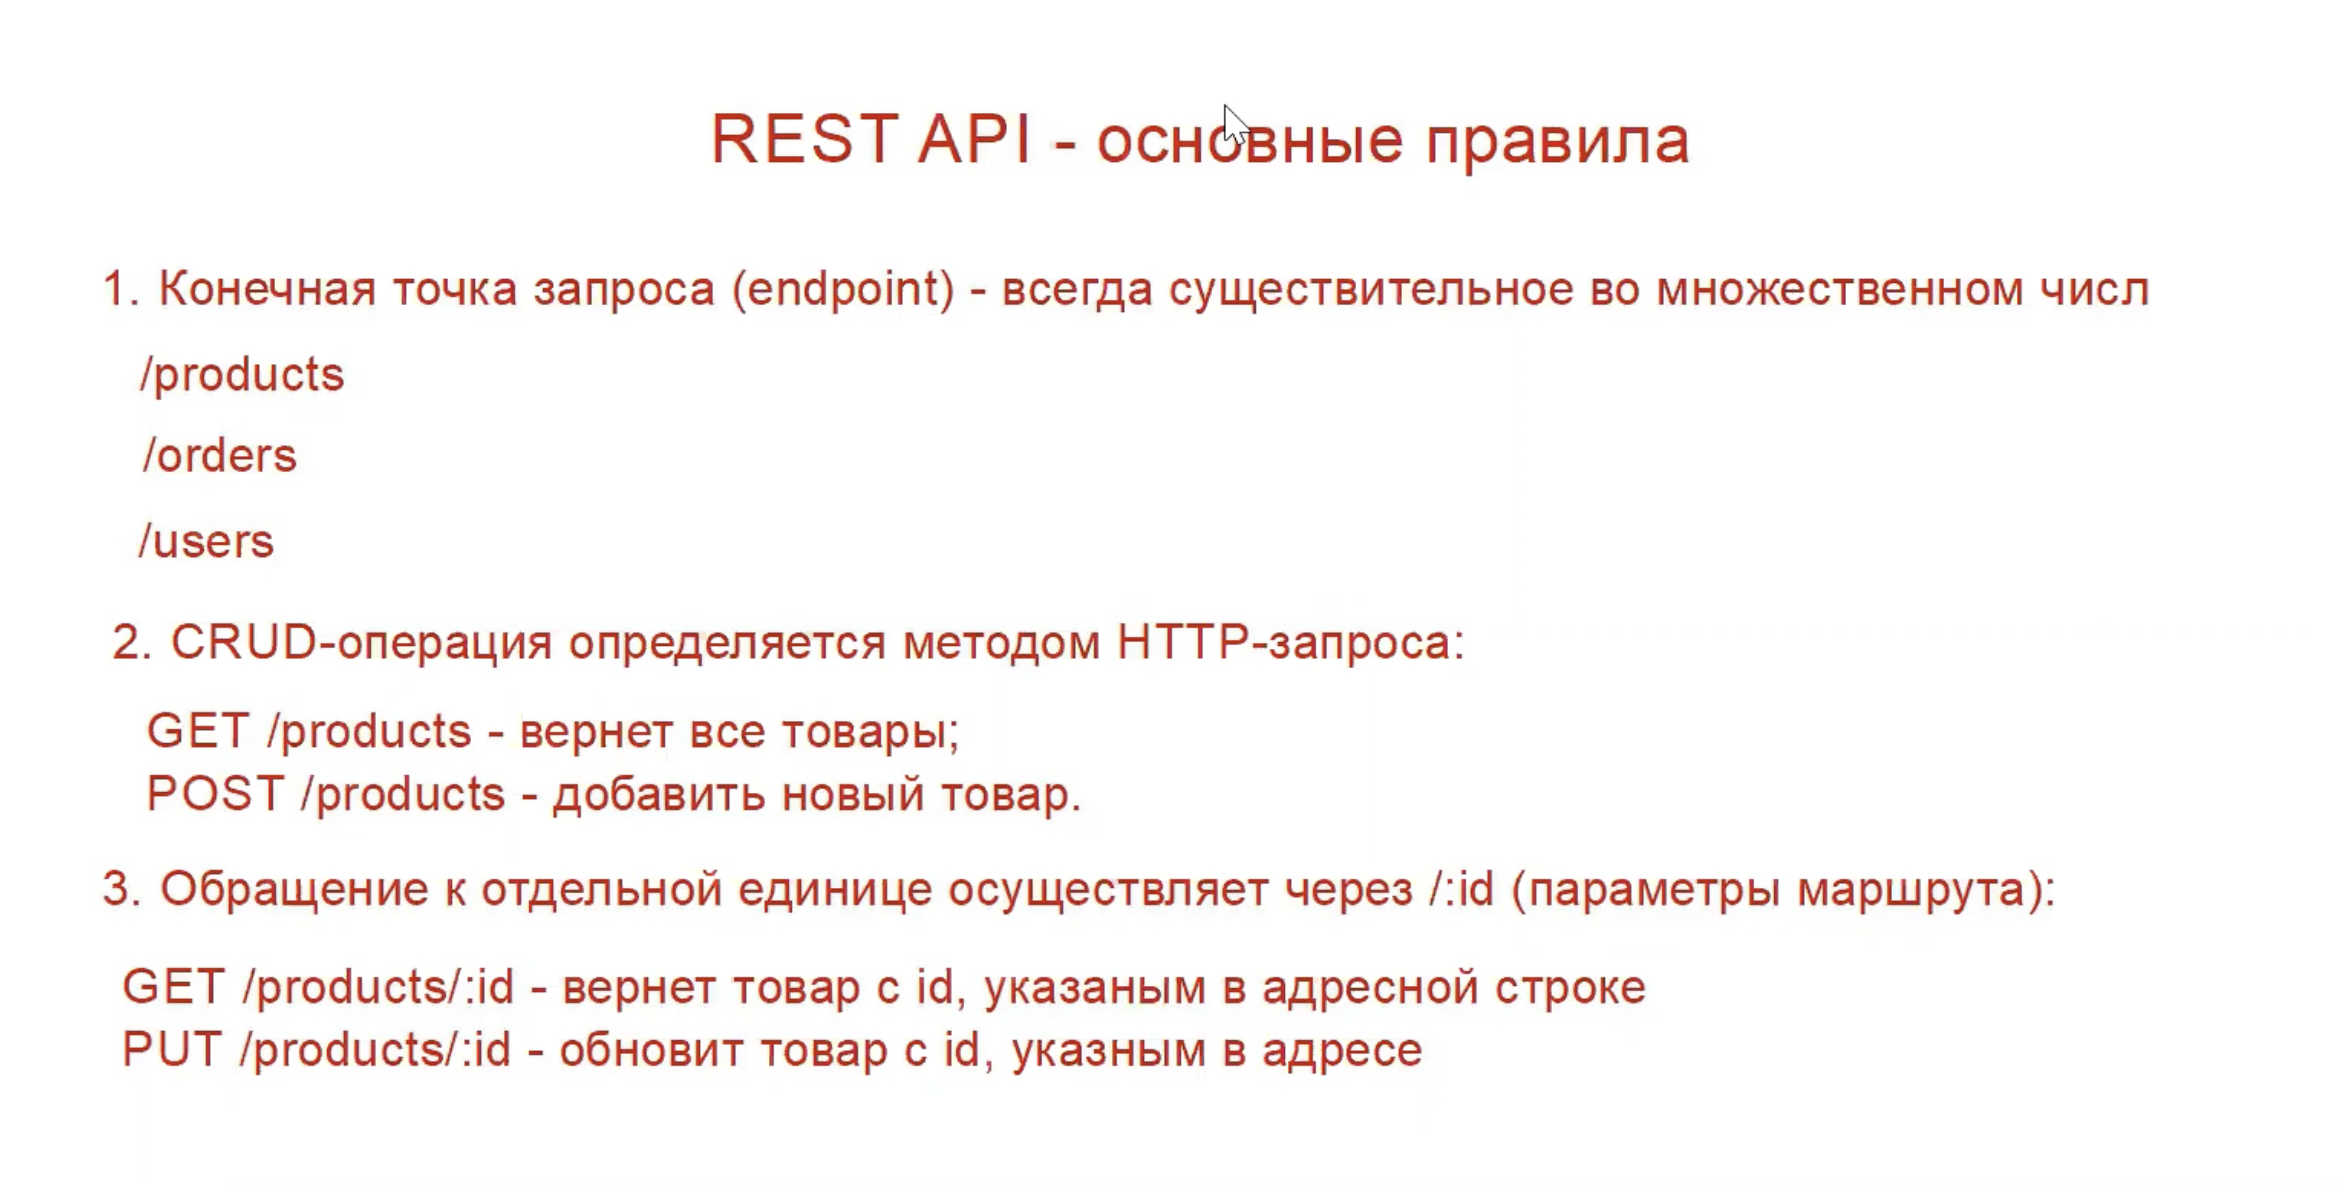 REST API - основные правила
1. Конечная точка запроса (endpoint) - всегда существительное во множественном числ
/products
/orders
/users
2. CRUD-операция определяется методом HTTP-запроса:
GET /products - вернет все товары;
POST /products - добавить новый товар.
3. Обращение к отдельной единице осуществляет через /:id (параметры маршрута):
GET /products/:id - вернет товар с id, указаным в адресной строке
PUT /products/:id - обновит товар с id, указным в адресе